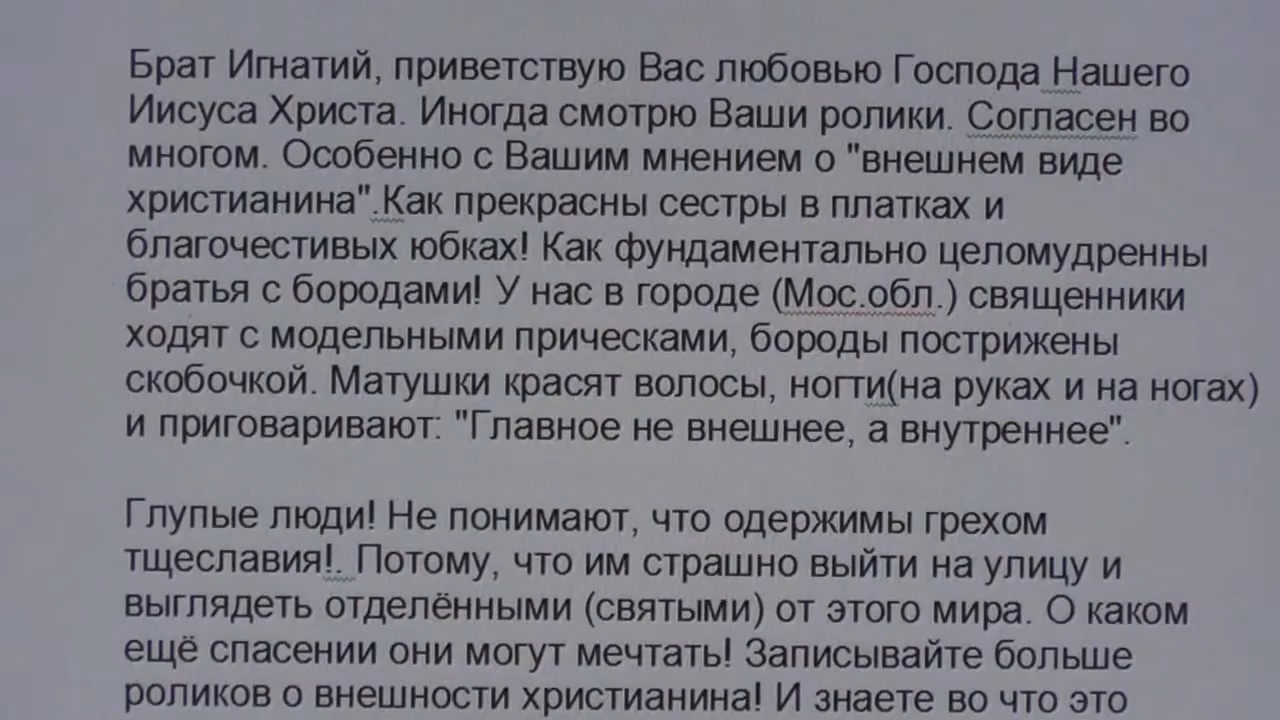 Брат Игнатий, приветствую Вас любовью Господа Нашего
Иисуса Христа. Иногда смотрю Ваши ролики. Согласен во
многом. Особенно с Вашим мнением о "внешнем виде
христианина".Как прекрасны сестры в платках и
благочестивых юбках! Как фундаментально целомудренны
братья с бородами! У нас в городе (Мос.обл.) священники
ходят с модельными прическами, бороды пострижены
скобочкой. Матушки красят волосы, ногти(на руках и на ногах)
и приговаривают: "Главное не внешнее, а внутреннее".
Глупые люди! Не понимают, что одержимы грехом
тщеславия!. Потому, что им страшно выйти на улицу и
выглядеть отделёнными (святыми) от этого мира. О каком
ещё спасении они могут мечтать! Записывайте больше
роликов о внешности христианина! И знаете во что это